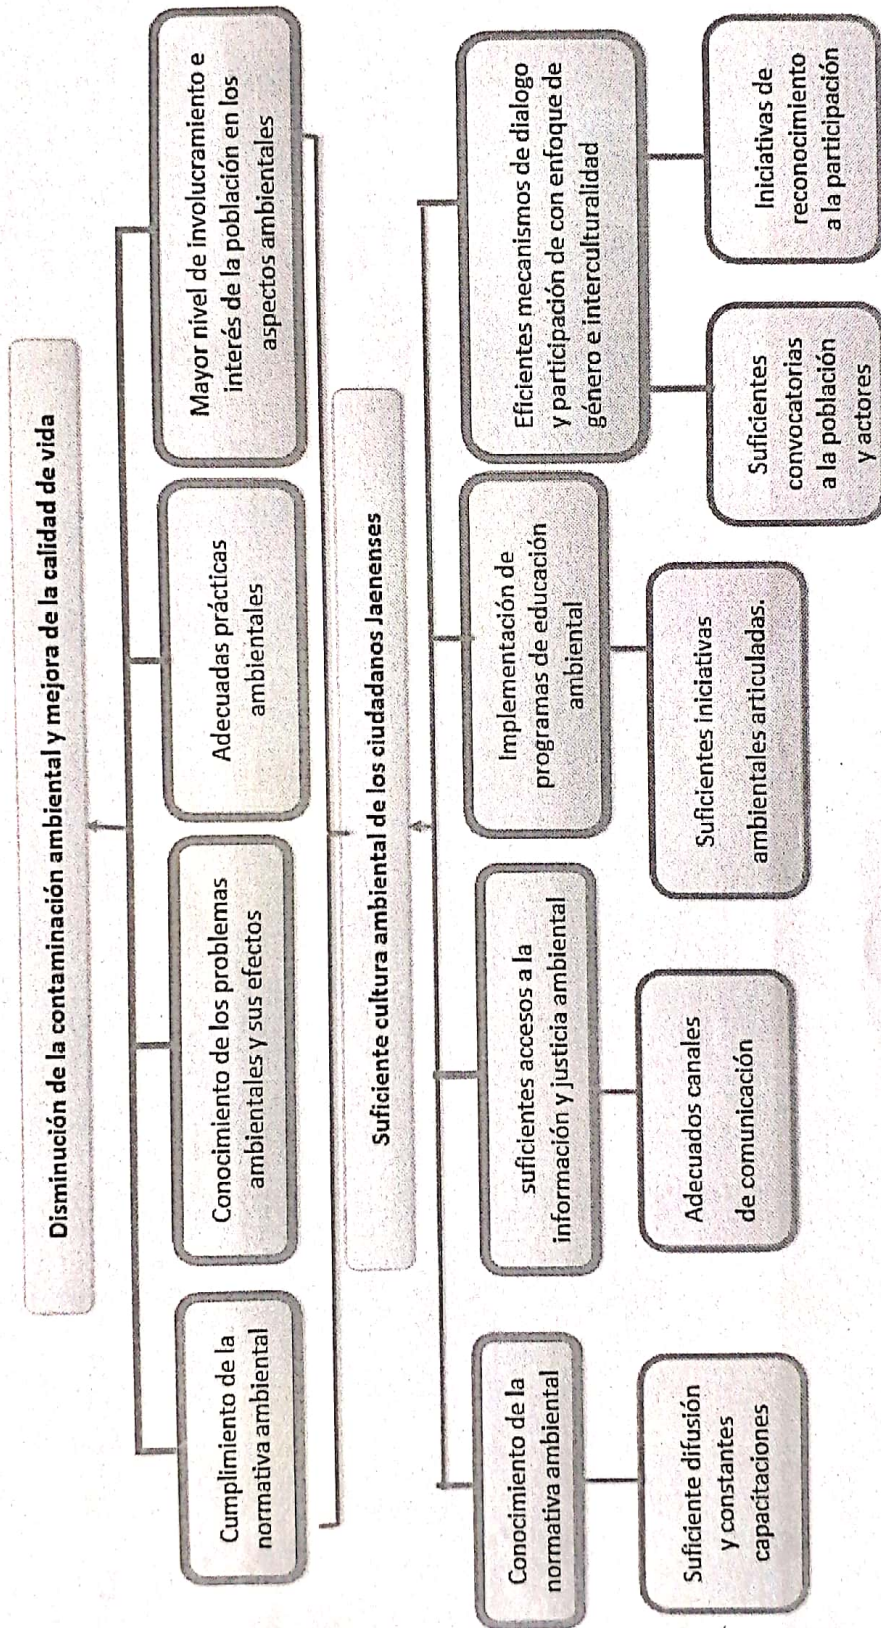 Disminución de la contaminación ambiental y mejora de la calidad de vida
Cumplimiento de la
normativa ambiental
Conocimiento de los problemas
ambientales y sus efectos
Adecuadas prácticas
ambientales
Mayor nivel de involucramiento e
interés de la población en los
aspectos ambientales
Suficiente cultura ambiental de los ciudadanos Jaenenses
Conocimiento de la
normativa ambiental
suficientes accesos a la
información y justicia ambiental
Implementación de
programas de educación
ambiental
Eficientes mecanismos de dialogo
y participación de con enfoque de
género e interculturalidad
Suficiente difusión
y constantes
capacitaciones
Adecuados canales
de comunicación
Suficientes iniciativas
ambientales articuladas.
Suficientes
convocatorias
a la población
y actores
Iniciativas de
reconocimiento
a la participación